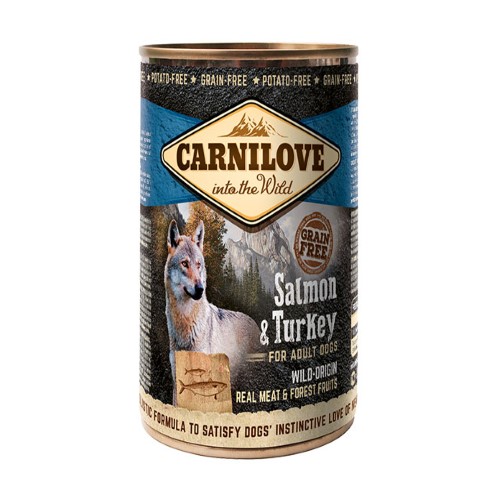 ★ POTATO-FREE ★ GRAIN-FREE ★ POTATO-FREE ★ GRAIN-FREE ★
CARNILOVE
into the Wild
GRAIN
FREE
Salmon
& Turkey
FOR ADULT DOGS
WILD-ORIGIN
REAL MEAT & FOREST FRUITS
FORMULA TO SATISFY DOGS' INSTINCTIVE LOVE OF